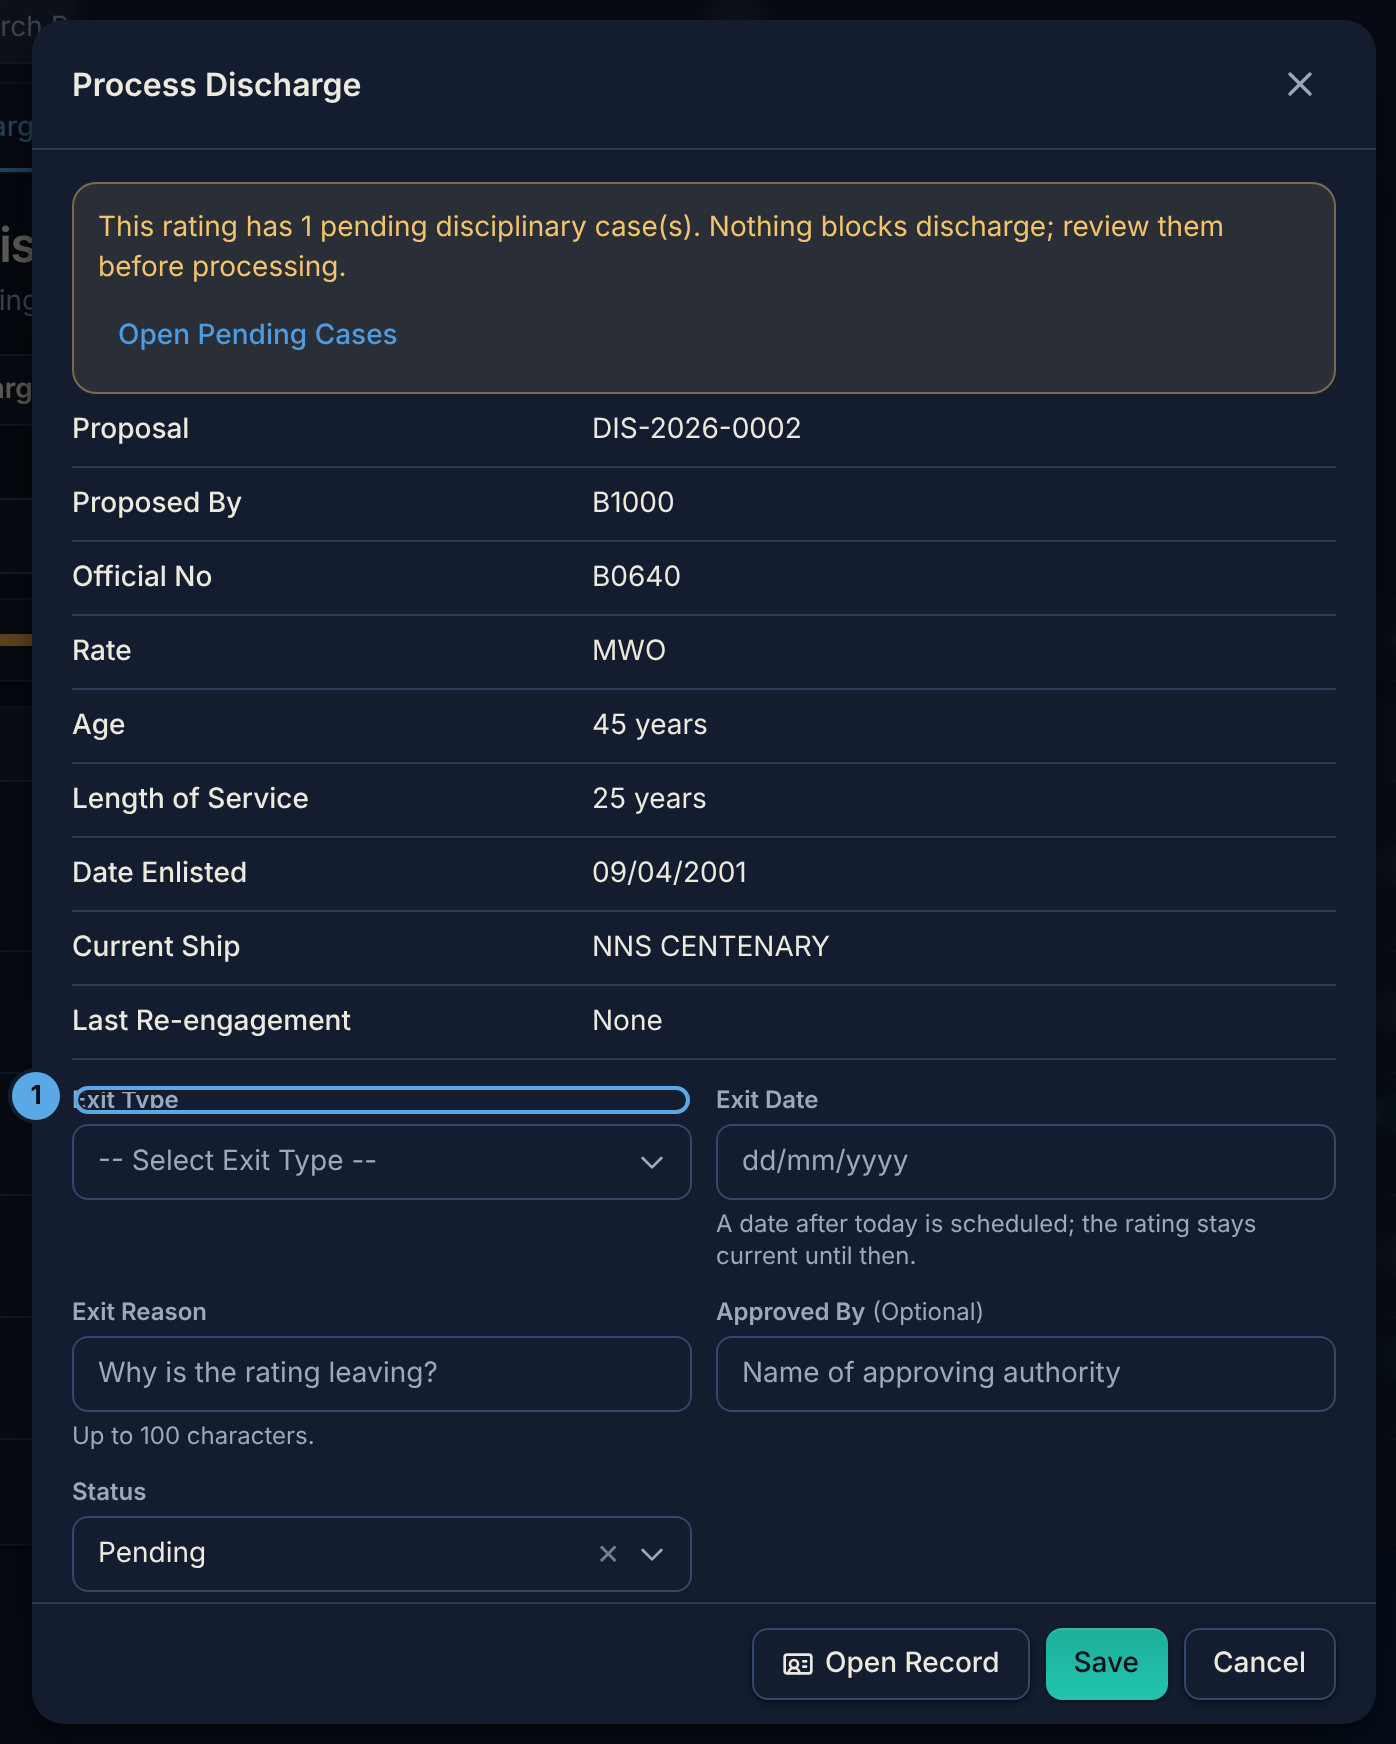 Process Discharge
This rating has 1 pending disciplinary case(s). Nothing blocks discharge; review them
before processing.
Open Pending Cases
Proposal DIS-2026-0002
Proposed By B1000
Official No B0640
Rate MWO
Age 45 years
Length of Service 25 years
Date Enlisted 09/04/2001
Current Ship NNS CENTENARY
Last Re-engagement None
1 Exit Type Exit Date
-- Select Exit Type -- dd/mm/yyyy
A date after today is scheduled; the rating stays
current until then.
Exit Reason Approved By (Optional)
Why is the rating leaving? Name of approving authority
Up to 100 characters.
Status
Pending
Open Record Save Cancel